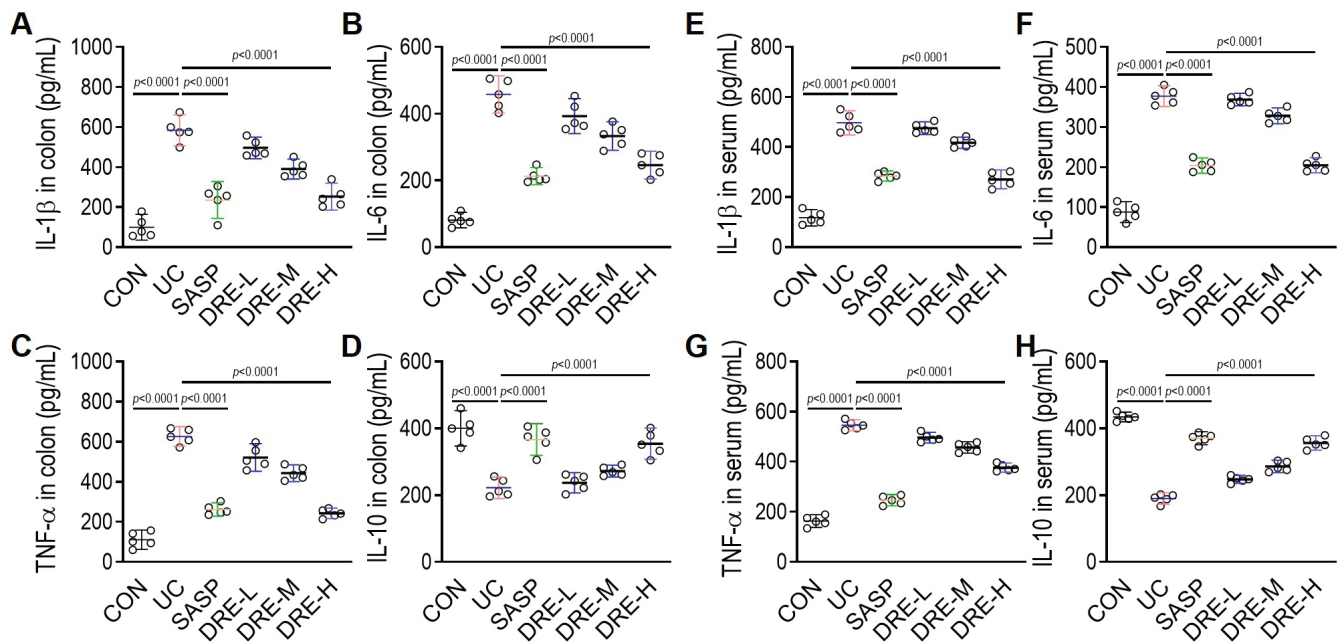 A
IL-1β in colon (pg/mL)
1000
800
600
400
200
0
p<0.0001
p<0.0001 p<0.0001
CON UC SASP DRE-L DRE-M DRE-H
B
IL-6 in colon (pg/mL)
600
400
200
0
p<0.0001
p<0.0001 p<0.0001
CON UC SASP DRE-L DRE-M DRE-H
E
IL-1β in serum (pg/mL)
800
600
400
200
0
p<0.0001
p<0.0001 p<0.0001
CON UC SASP DRE-L DRE-M DRE-H
F
IL-6 in serum (pg/mL)
500
400
300
200
100
0
p<0.0001
p<0.0001 p<0.0001
CON UC SASP DRE-L DRE-M DRE-H
C
TNF-α in colon (pg/mL)
1000
800
600
400
200
0
p<0.0001
p<0.0001 p<0.0001
CON UC SASP DRE-L DRE-M DRE-H
D
IL-10 in colon (pg/mL)
600
400
200
0
p<0.0001
p<0.0001 p<0.0001
CON UC SASP DRE-L DRE-M DRE-H
G
TNF-α in serum (pg/mL)
800
600
400
200
0
p<0.0001
p<0.0001 p<0.0001
CON UC SASP DRE-L DRE-M DRE-H
H
IL-10 in serum (pg/mL)
600
400
200
0
p<0.0001
p<0.0001 p<0.0001
CON UC SASP DRE-L DRE-M DRE-H